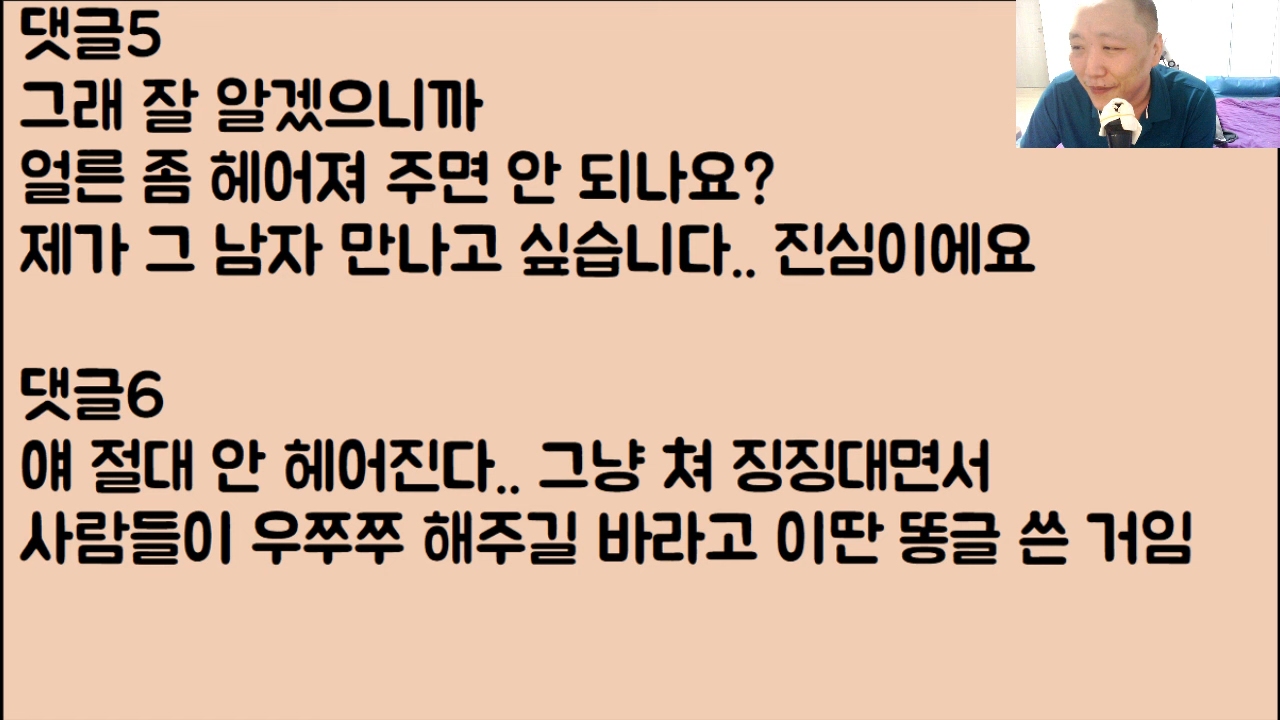 댓글5
그래 잘 알겠으니까
얼른 좀 헤어져 주면 안 되나요?
제가 그 남자 만나고 싶습니다.. 진심이에요
댓글6
얘 절대 안 헤어진다.. 그냥 쳐 징징대면서
사람들이 우쭈쭈 해주길 바라고 이딴 똥글 쓴 거임